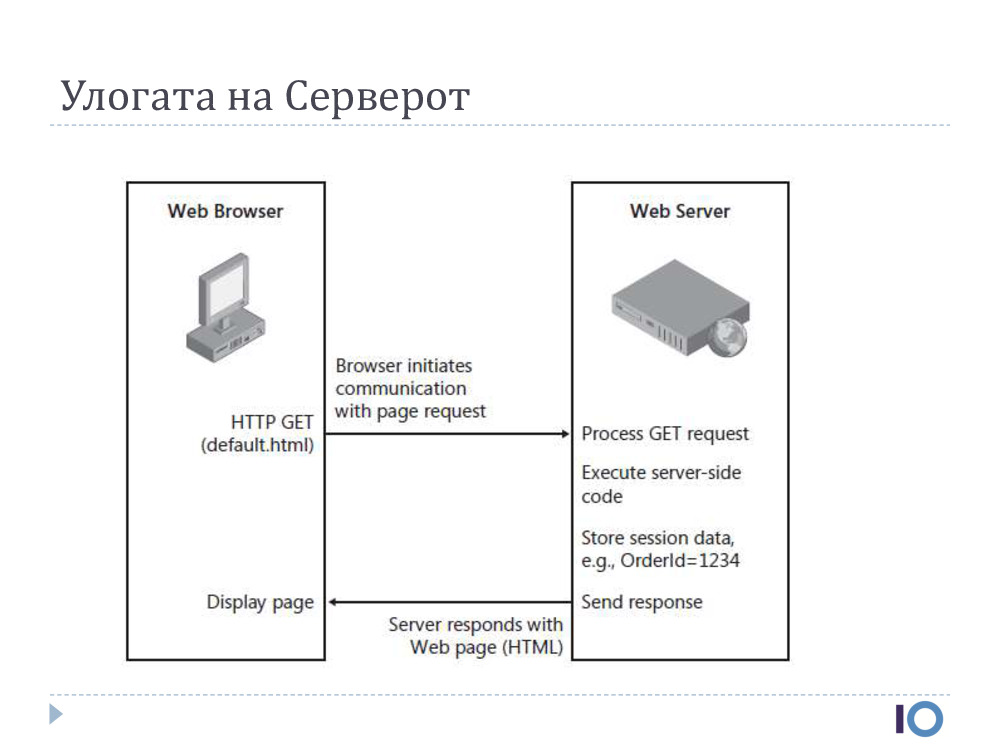 Улогата на Серверот
Web Browser
Web Server
Browser initiates
communication
with page request
HTTP GET
(default.html)
Process GET request
Execute server-side
code
Store session data,
e.g., OrderId=1234
Display page
Send response
Server responds with
Web page (HTML)
IO